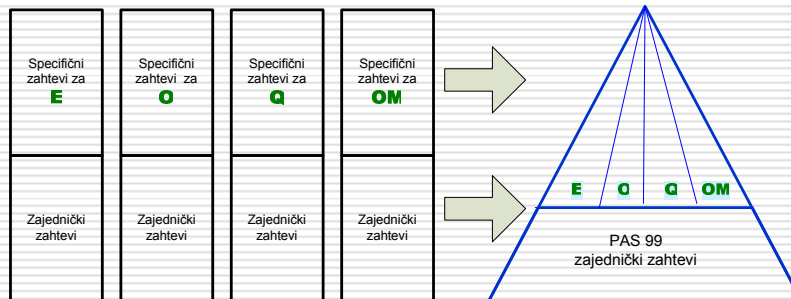 Specifični
zahtevi za
E
Specifični
zahtevi za
O
Specifični
zahtevi za
Q
Specifični
zahtevi za
OM
Zajednički
zahtevi
Zajednički
zahtevi
Zajednički
zahtevi
Zajednički
zahtevi
E O Q OM
PAS 99
zajednički zahtevi